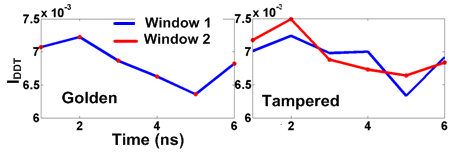 7.5 x 10⁻³
7
6.5
6
I_DDT
Window 1
Window 2
Golden
2
4
6
Time (ns)
7.5 x 10⁻³
7
6.5
6
Tampered
2
4
6